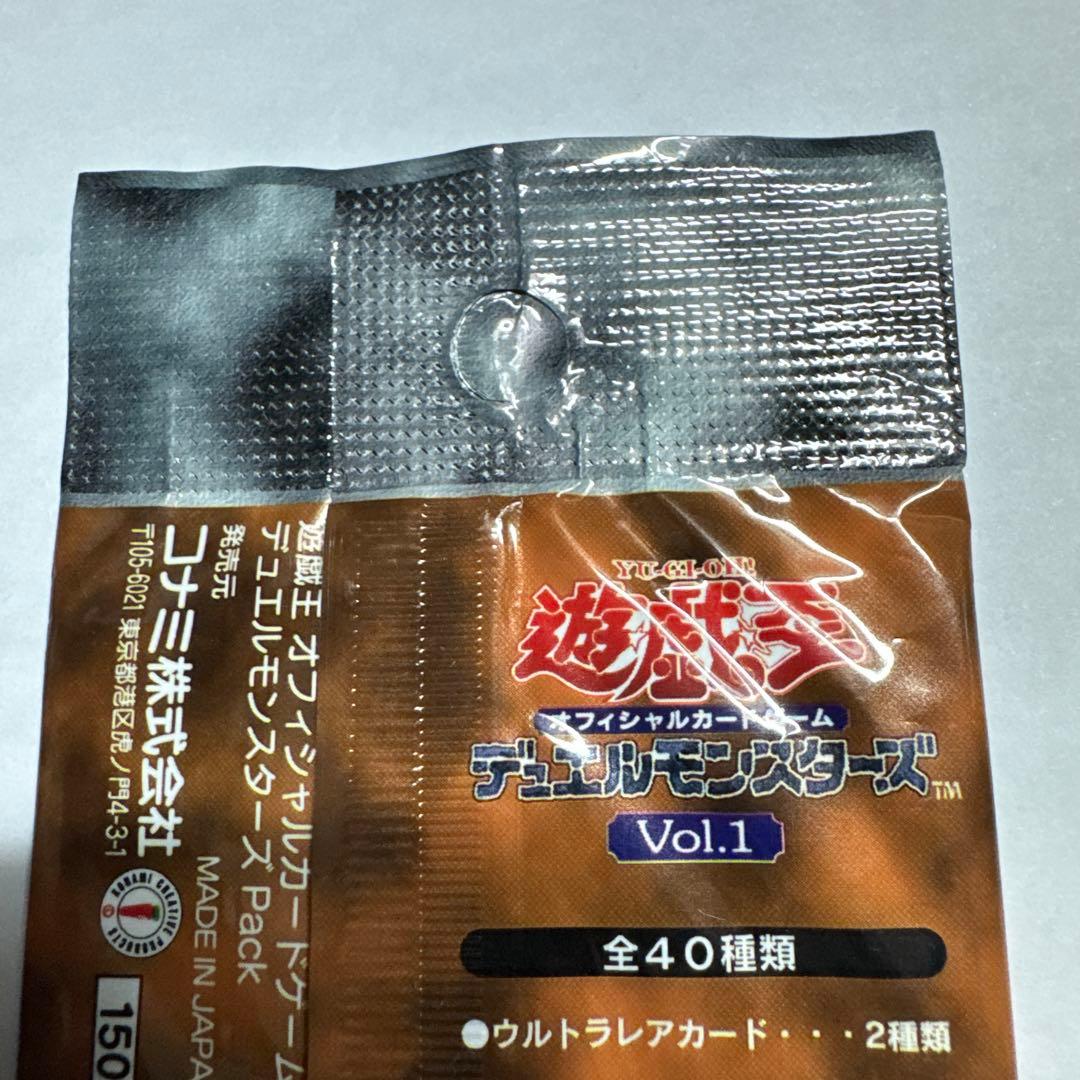 YU-GI-OH!
遊戯王
オフィシャルカードゲーム
デュエルモンスターズ™
Vol.1
全40種類
●ウルトラレアカード・・・2種類
遊戯王 オフィシャルカードゲーム
デュエルモンスターズ Pack
発売元
コナミ株式会社
〒105-6021 東京都港区虎ノ門4-3-1
MADE IN JAPA
KONAMI CREATIVE PRODUCTS
150